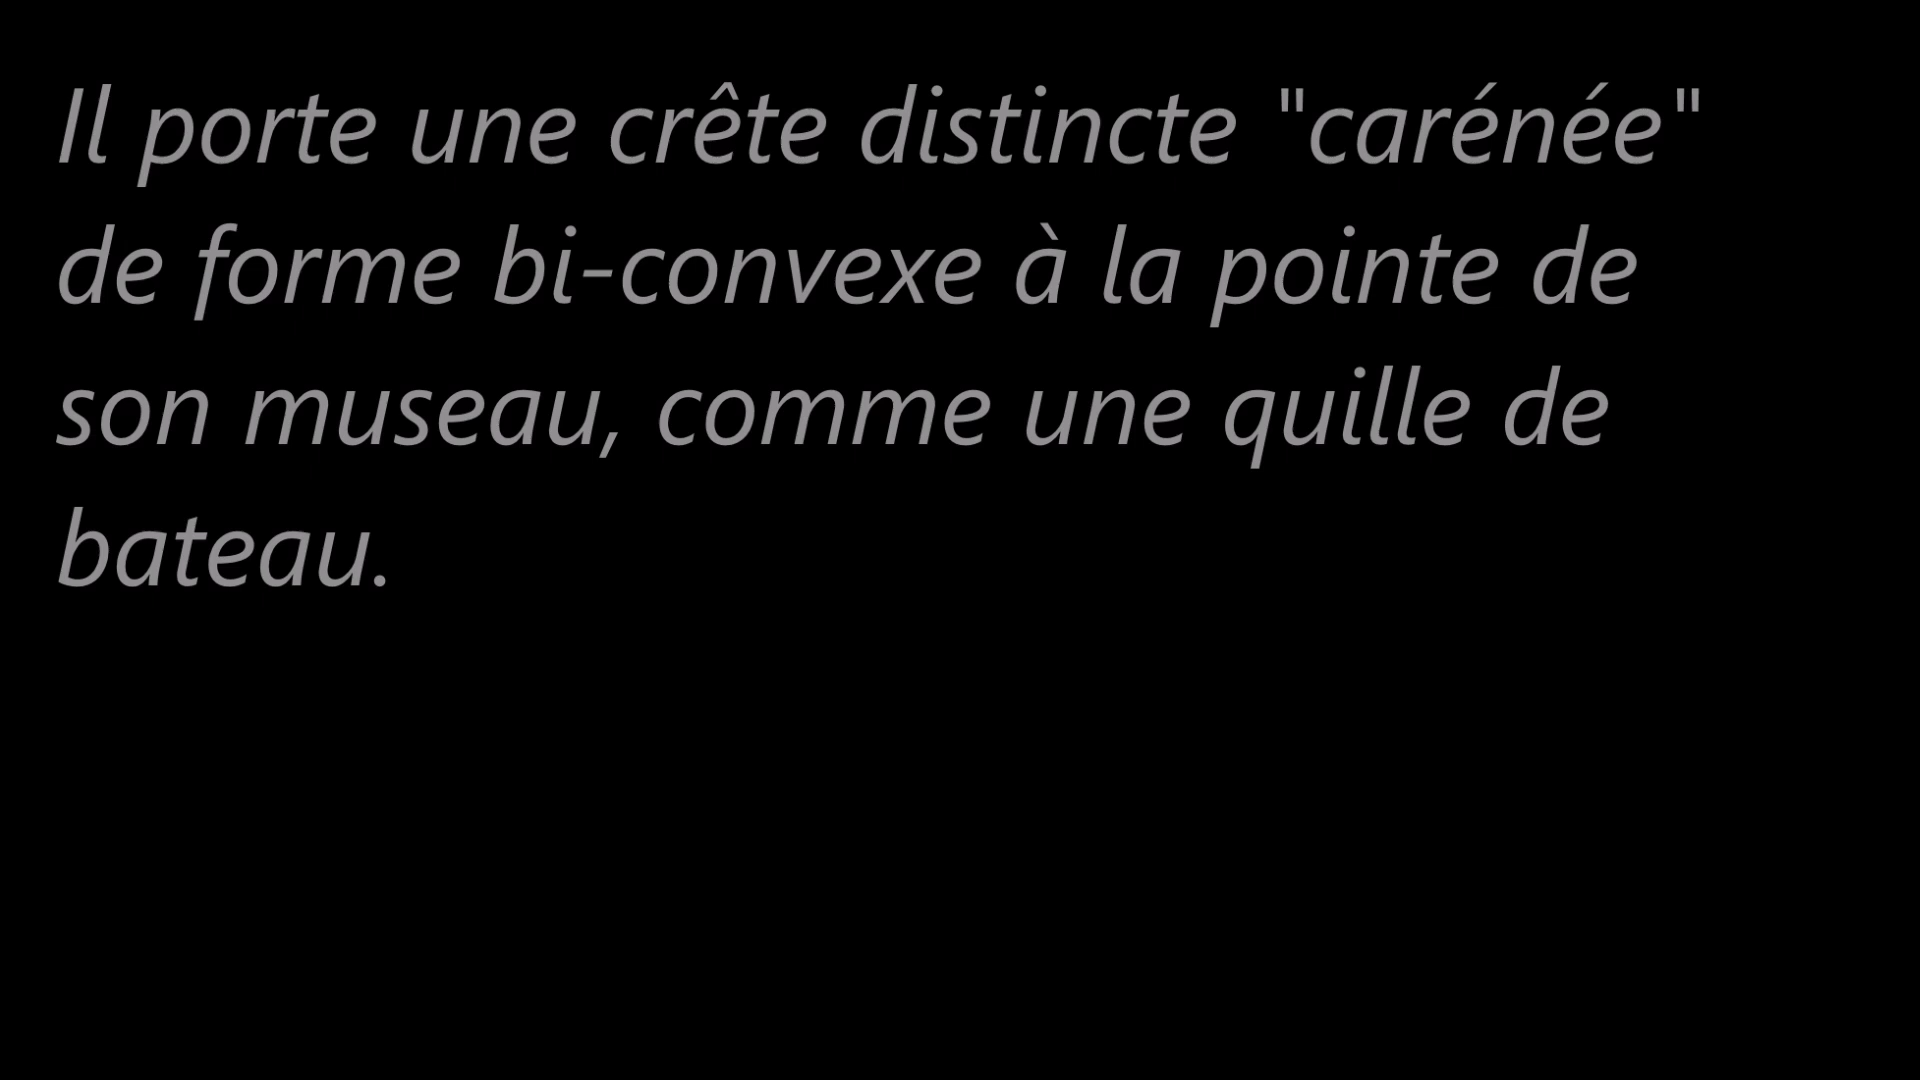 Il porte une crête distincte "carénée"
de forme bi-convexe à la pointe de
son museau, comme une quille de
bateau.